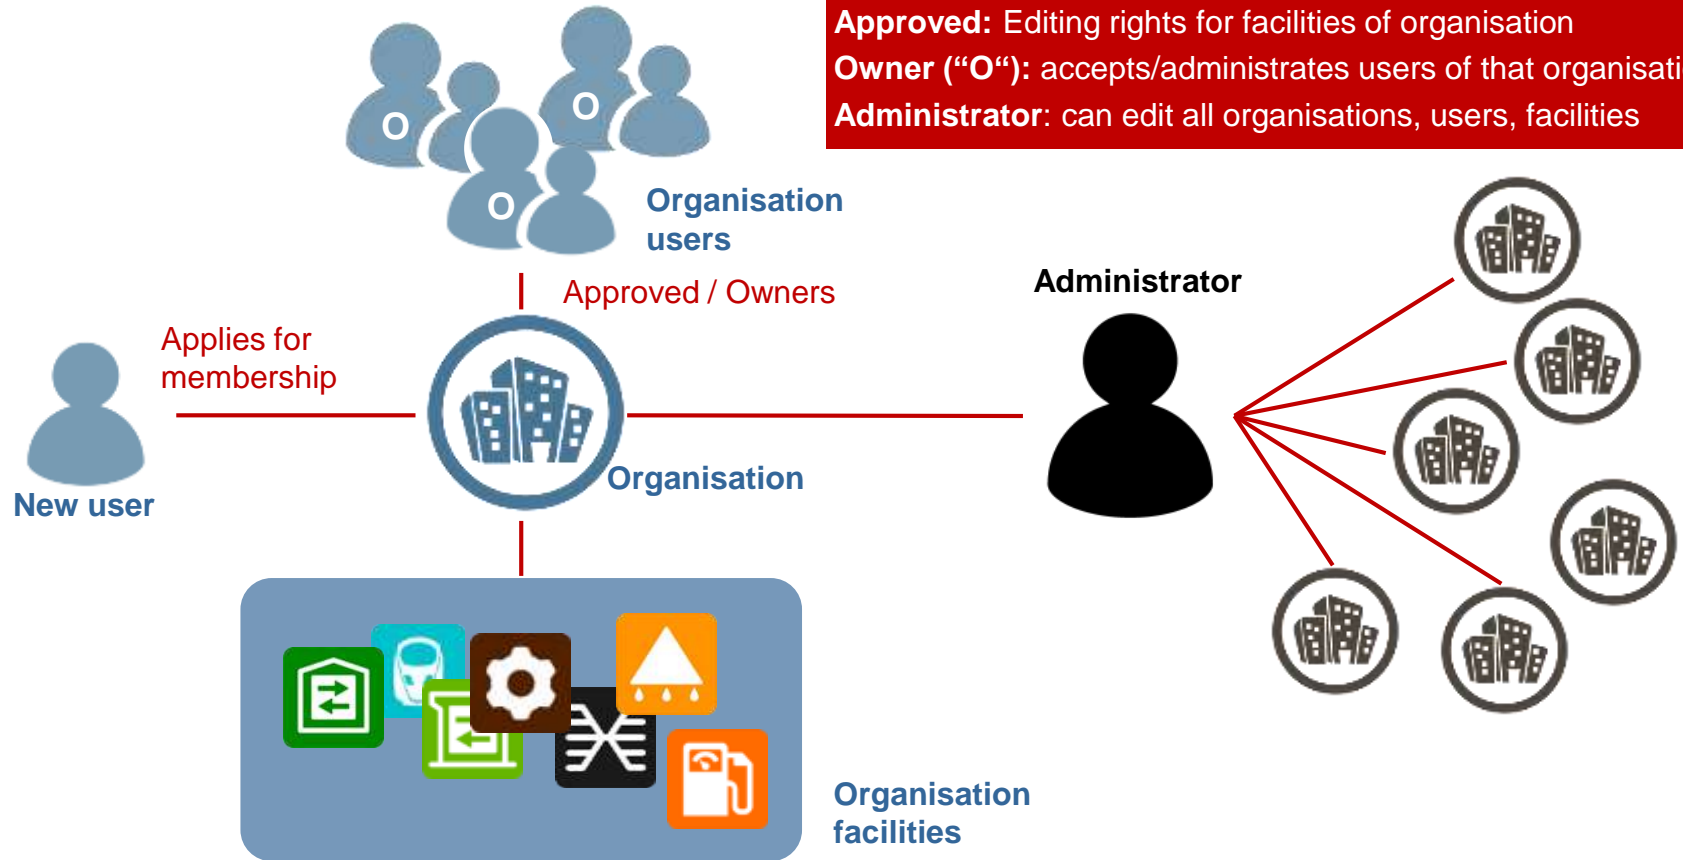 Approved: Editing rights for facilities of organisation
Owner (“O“): accepts/administrates users of that organisati
Administrator: can edit all organisations, users, facilities
O
O
O
Organisation
users
Approved / Owners
Administrator
Applies for
membership
Organisation
New user
Organisation
facilities